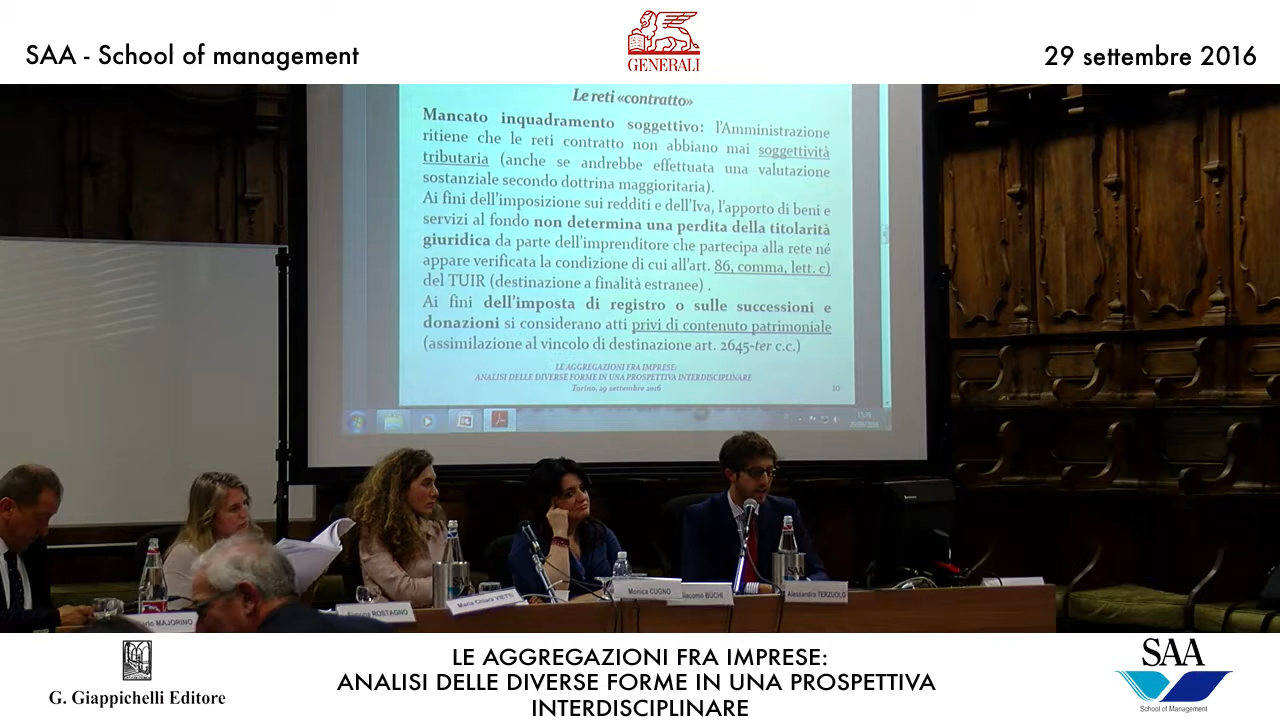 SAA - School of management
GENERALI
29 settembre 2016
Le reti «contratto»
Mancato inquadramento soggettivo: l'Amministrazione
ritiene che le reti contratto non abbiano mai soggettività
tributaria (anche se andrebbe effettuata una valutazione
sostanziale secondo dottrina maggioritaria).
Ai fini dell'imposizione sui redditi e dell'Iva, l'apporto di beni e
servizi al fondo non determina una perdita della titolarità
giuridica da parte dell'imprenditore che partecipa alla rete né
appare verificata la condizione di cui all'art. 86, comma, lett. c)
del TUIR (destinazione a finalità estranee) .
Ai fini dell'imposta di registro o sulle successioni e
donazioni si considerano atti privi di contenuto patrimoniale
(assimilazione al vincolo di destinazione art. 2645-ter c.c.)
LE AGGREGAZIONI FRA IMPRESE:
ANALISI DELLE DIVERSE FORME IN UNA PROSPETTIVA INTERDISCIPLINARE
Torino, 29 settembre 2016
10
MAJORINO
ROSTAGNO
Maria Chiara VIETTI
Monica CUGNO
Giacomo BÜCHI
Alessandra TERZUOLO
SAA
G. Giappichelli Editore
LE AGGREGAZIONI FRA IMPRESE:
ANALISI DELLE DIVERSE FORME IN UNA PROSPETTIVA
INTERDISCIPLINARE
SAA
School of Management